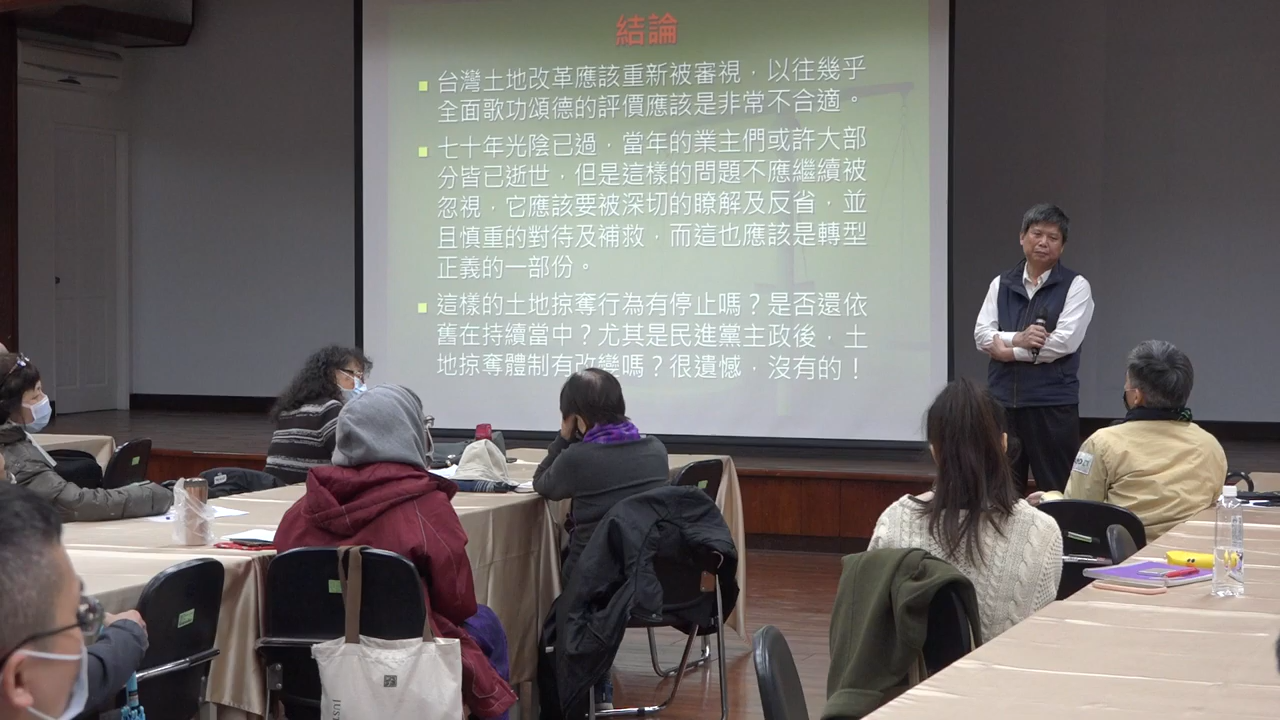 結論
台灣土地改革應該重新被審視，以往幾乎
全面歌功頌德的評價應該是非常不合適。
七十年光陰已過，當年的業主們或許大部
分皆已逝世，但是這樣的問題不應繼續被
忽視，它應該要被深切的瞭解及反省，並
且慎重的對待及補救，而這也應該是轉型
正義的一部份。
這樣的土地掠奪行為有停止嗎？是否還依
舊在持續當中？尤其是民進黨主政後，土
地掠奪體制有改變嗎？很遺憾，沒有的！